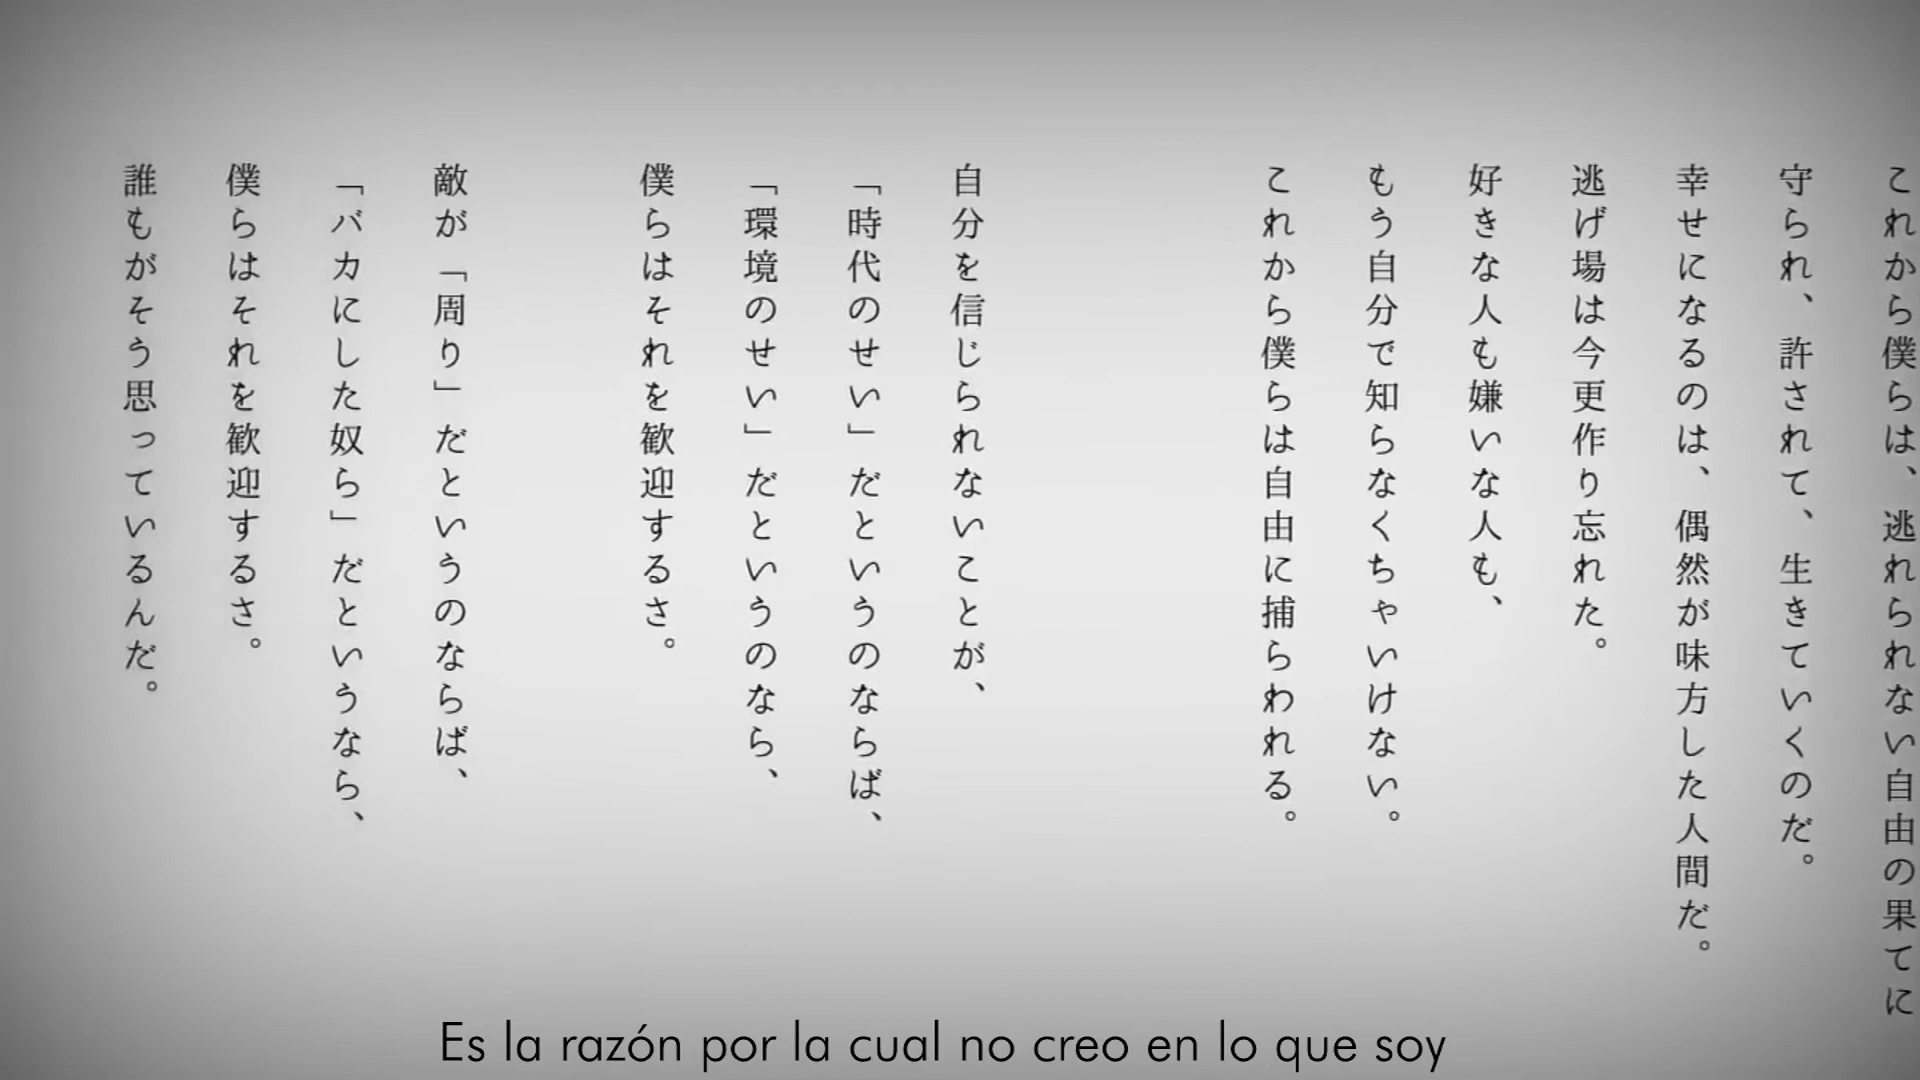 これから僕らは、逃れられない自由の果てに
守られ、許されて、生きていくのだ。
幸せになるのは、偶然が味方した人間だ。
逃げ場は今更作り忘れた。
好きな人も嫌いな人も、
もう自分で知らなくちゃいけない。
これから僕らは自由に捕らわれる。
自分を信じられないことが、
「時代のせい」だというのならば、
「環境のせい」だというのなら、
僕らはそれを歓迎するさ。
敵が「周り」だというのならば、
「バカにした奴ら」だというなら、
僕らはそれを歓迎するさ。
誰もがそう思っているんだ。
Es la razón por la cual no creo en lo que soy